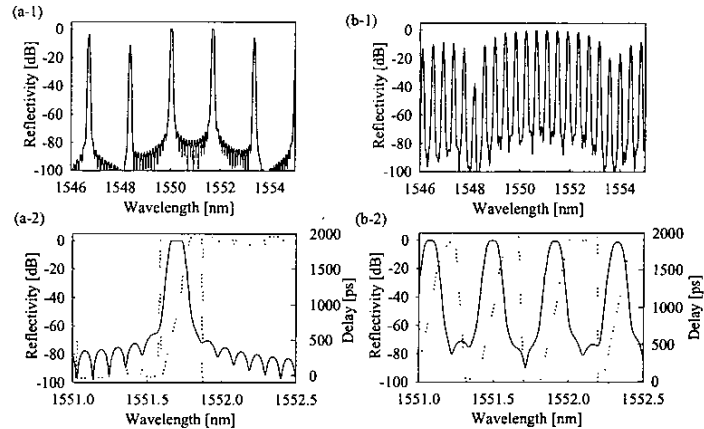 (a-1)
Reflectivity [dB]
0
-20
-40
-60
-80
-100
1546 1548 1550 1552 1554
Wavelength [nm]
(b-1)
Reflectivity [dB]
0
-20
-40
-60
-80
-100
1546 1548 1550 1552 1554
Wavelength [nm]
(a-2)
Reflectivity [dB]
0
-20
-40
-60
-80
-100
2000
1500
1000
500
0
Delay [ps]
1551.0 1551.5 1552.0 1552.5
Wavelength [nm]
(b-2)
Reflectivity [dB]
0
-20
-40
-60
-80
-100
2000
1500
1000
500
0
Delay [ps]
1551.0 1551.5 1552.0 1552.5
Wavelength [nm]